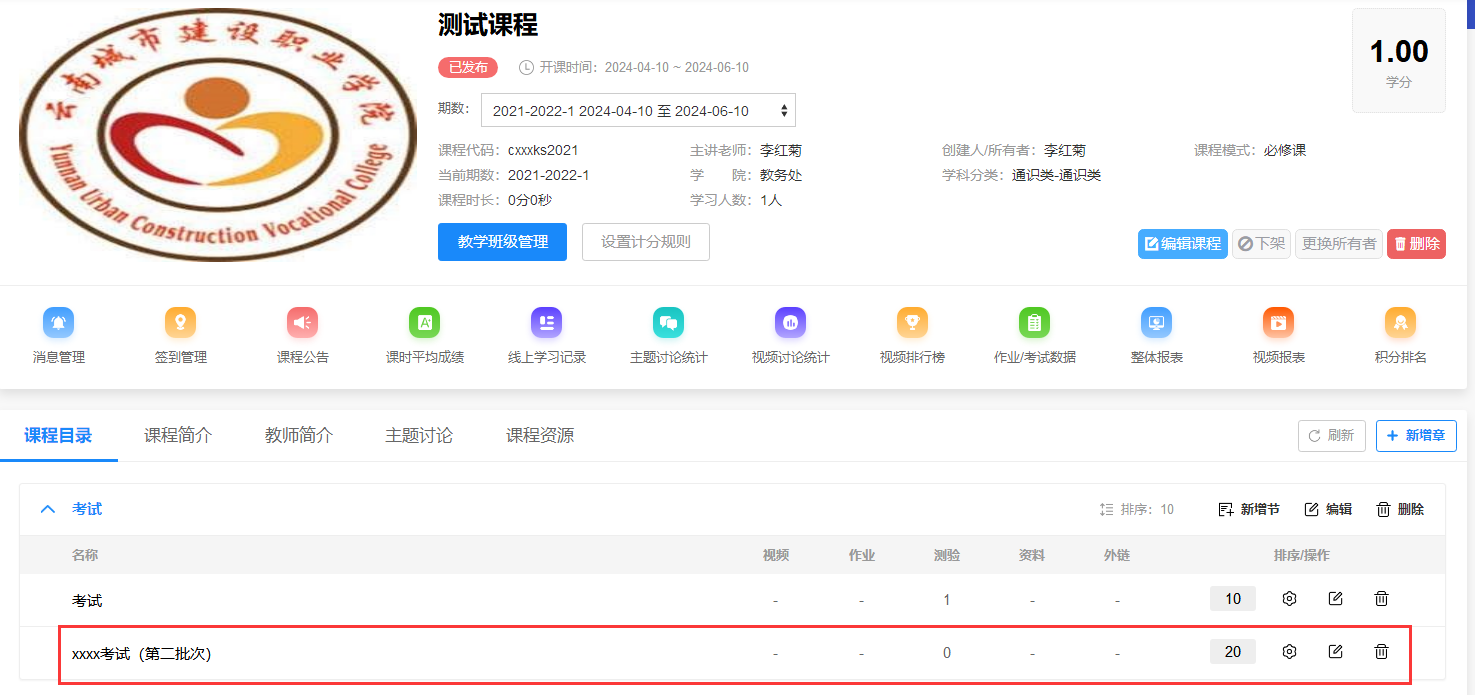 云南城市建设职业学院
Yunnan Urban Construction Vocational College
测试课程
已发布 开课时间：2024-04-10 ~ 2024-06-10
期数： 2021-2022-1 2024-04-10 至 2024-06-10
1.00
学分
课程代码：cxxxks2021 主讲老师：李红菊 创建人/所有者：李红菊 课程模式：必修课
当前期数：2021-2022-1 学 院：教务处 学科分类：通识类-通识类
课程时长：0分0秒 学习人数：1人
教学班级管理 设置计分规则 编辑课程 下架 更换所有者 删除
消息管理 签到管理 课程公告 课时平均成绩 线上学习记录 主题讨论统计 视频讨论统计 视频排行榜 作业/考试数据 整体报表 视频报表 积分排名
课程目录 课程简介 教师简介 主题讨论 课程资源 刷新 + 新增章
考试 排序：10 新增节 编辑 删除
名称 视频 作业 测验 资料 外链 排序/操作
考试 - - 1 - - 10
xxxx考试（第二批次） - - 0 - - 20